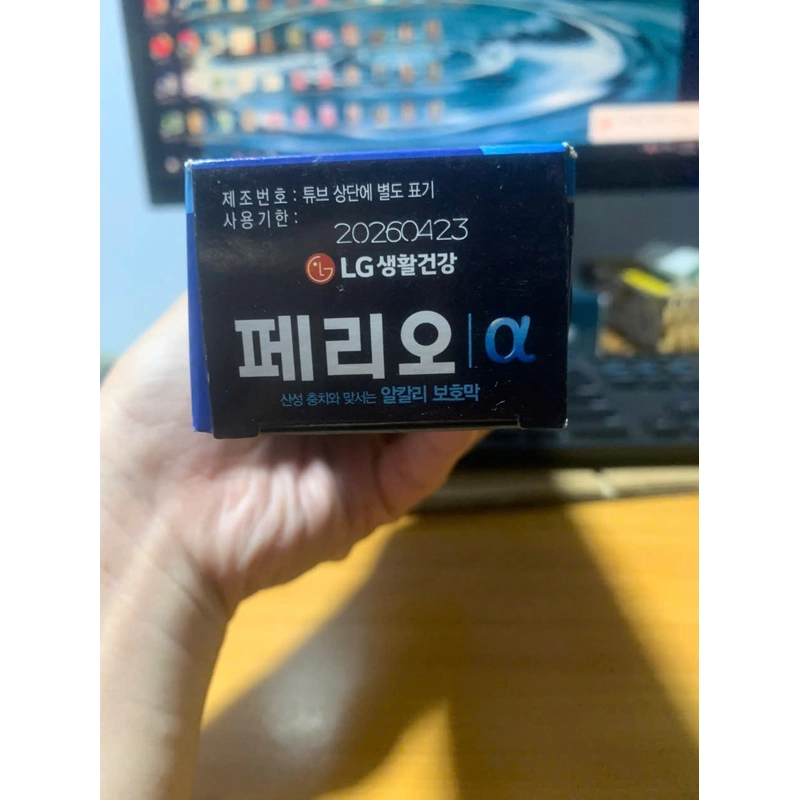 제조번호 : 튜브 상단에 별도 표기
사용기한 :
20260423
LG 생활건강
페리오 | α
산성 충치와 맞서는 알칼리 보호막